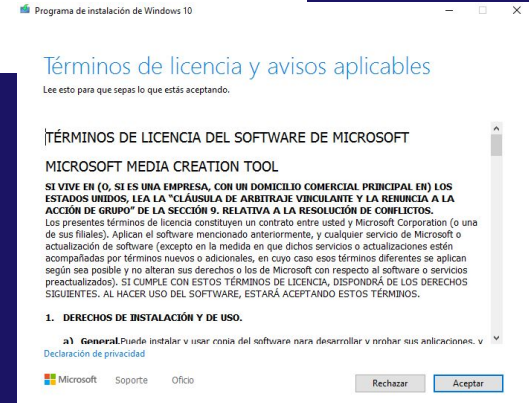 Programa de instalación de Windows 10
Términos de licencia y avisos aplicables
Lee esto para que sepas lo que estás aceptando.
TÉRMINOS DE LICENCIA DEL SOFTWARE DE MICROSOFT
MICROSOFT MEDIA CREATION TOOL
SI VIVE EN (O, SI ES UNA EMPRESA, CON UN DOMICILIO COMERCIAL PRINCIPAL EN) LOS
ESTADOS UNIDOS, LEA LA “CLÁUSULA DE ARBITRAJE VINCULANTE Y LA RENUNCIA A LA
ACCIÓN DE GRUPO” DE LA SECCIÓN 9. RELATIVA A LA RESOLUCIÓN DE CONFLICTOS.
Los presentes términos de licencia constituyen un contrato entre usted y Microsoft Corporation (o una
de sus filiales). Aplican el software mencionado anteriormente, y cualquier servicio de Microsoft o
actualización de software (excepto en la medida en que dichos servicios o actualizaciones estén
acompañadas por términos nuevos o adicionales, en cuyo caso esos términos diferentes se aplican
según sea posible y no alteran sus derechos o los de Microsoft con respecto al software o servicios
preactualizados). SI CUMPLE CON ESTOS TÉRMINOS DE LICENCIA, DISPONDRÁ DE LOS DERECHOS
SIGUIENTES. AL HACER USO DEL SOFTWARE, ESTARÁ ACEPTANDO ESTOS TÉRMINOS.
1. DERECHOS DE INSTALACIÓN Y DE USO.
a) General.Puede instalar y usar copia del software para desarrollar y probar sus aplicaciones, y
Declaración de privacidad
Microsoft Soporte Oficio
Rechazar Aceptar